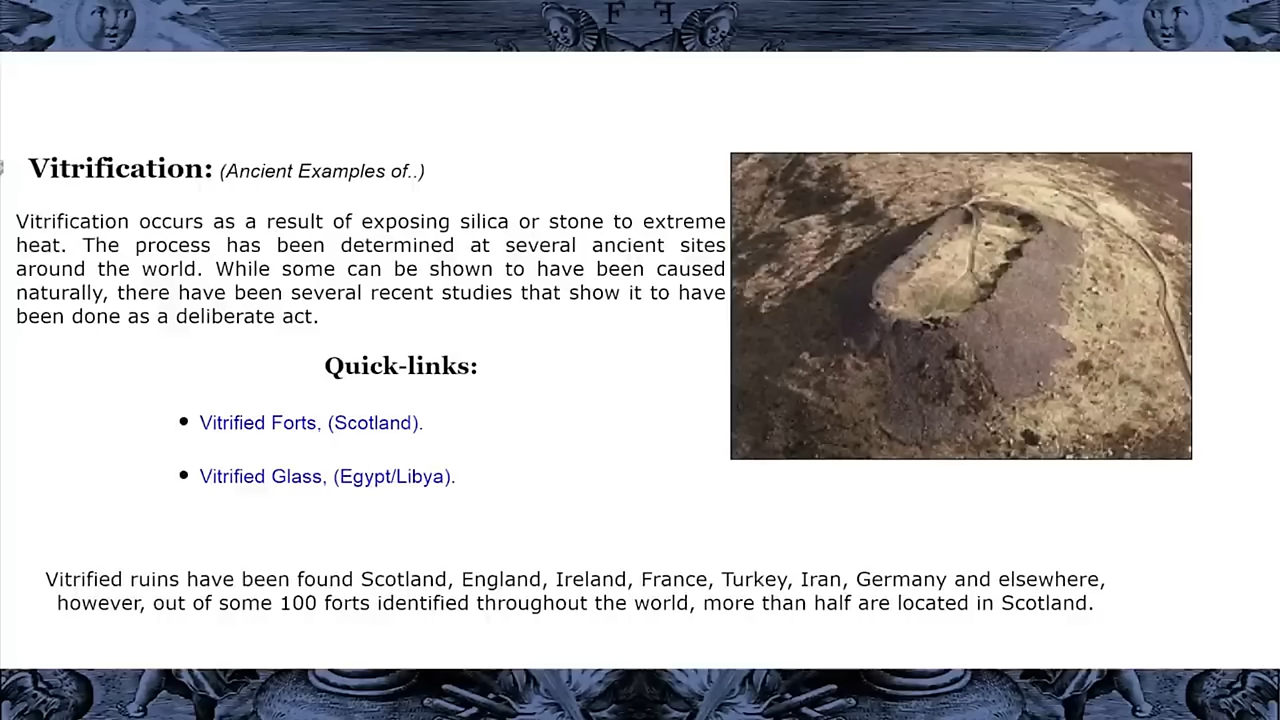 F F
Vitrification: (Ancient Examples of..)
Vitrification occurs as a result of exposing silica or stone to extreme
heat. The process has been determined at several ancient sites
around the world. While some can be shown to have been caused
naturally, there have been several recent studies that show it to have
been done as a deliberate act.
Quick-links:
• Vitrified Forts, (Scotland).
• Vitrified Glass, (Egypt/Libya).
Vitrified ruins have been found Scotland, England, Ireland, France, Turkey, Iran, Germany and elsewhere,
however, out of some 100 forts identified throughout the world, more than half are located in Scotland.